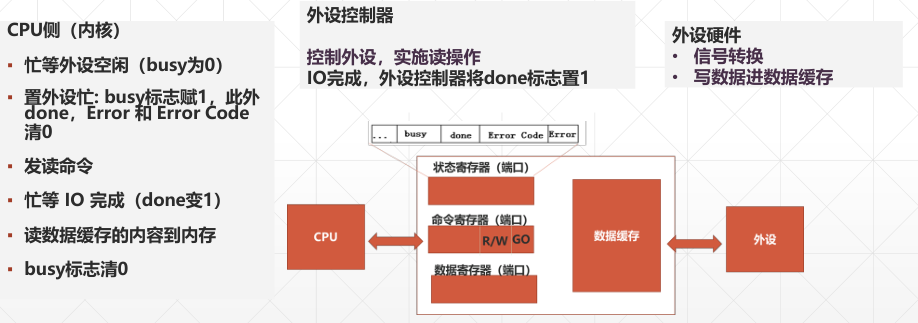 CPU侧（内核）
▪ 忙等外设空闲（busy为0）
▪ 置外设忙: busy标志赋1，此外
done，Error 和 Error Code
清0
▪ 发读命令
▪ 忙等 IO 完成（done变1）
▪ 读数据缓存的内容到内存
▪ busy标志清0
外设控制器
控制外设，实施读操作
IO完成，外设控制器将done标志置1
外设硬件
• 信号转换
• 写数据进数据缓存
... busy done Error Code Error
状态寄存器（端口）
命令寄存器（端口）
R/W GO
数据寄存器（端口）
CPU
数据缓存
外设